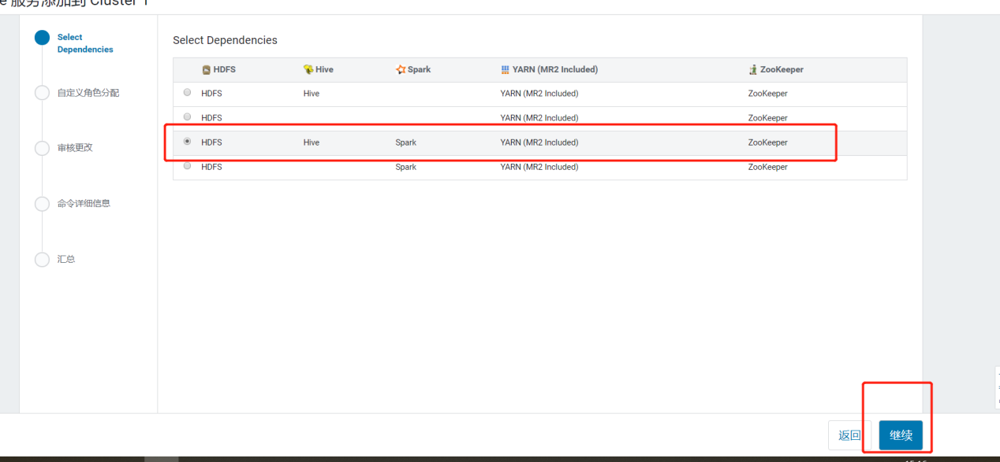 e 服务添加到 Cluster 1
Select
Dependencies
自定义角色分配
审核更改
命令详细信息
汇总
Select Dependencies
HDFS Hive Spark YARN (MR2 Included) ZooKeeper
HDFS Hive YARN (MR2 Included) ZooKeeper
HDFS YARN (MR2 Included) ZooKeeper
HDFS Hive Spark YARN (MR2 Included) ZooKeeper
HDFS Spark YARN (MR2 Included) ZooKeeper
返回 继续